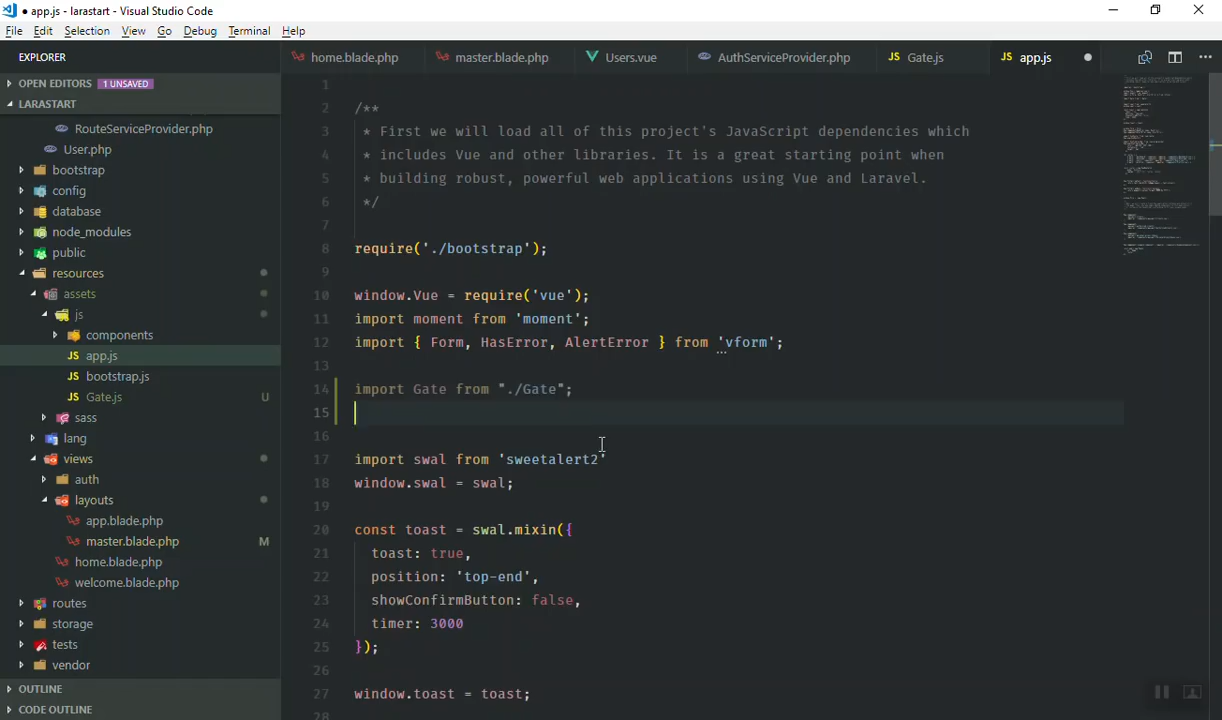 ● app.js - larastart - Visual Studio Code
File Edit Selection View Go Debug Terminal Help
EXPLORER
home.blade.php master.blade.php Users.vue AuthServiceProvider.php JS Gate.js JS app.js ●
OPEN EDITORS 1 UNSAVED
LARASTART
RouteServiceProvider.php
User.php
bootstrap
config
database
node_modules
public
resources
assets
js
components
JS app.js
JS bootstrap.js
JS Gate.js U
sass
lang
views
auth
layouts
app.blade.php
master.blade.php M
home.blade.php
welcome.blade.php
routes
storage
tests
vendor
OUTLINE
CODE OUTLINE
1
2 /**
3 * First we will load all of this project's JavaScript dependencies which
4 * includes Vue and other libraries. It is a great starting point when
5 * building robust, powerful web applications using Vue and Laravel.
6 */
7
8 require('./bootstrap');
9
10 window.Vue = require('vue');
11 import moment from 'moment';
12 import { Form, HasError, AlertError } from 'vform';
13
14 import Gate from "./Gate";
15
16
17 import swal from 'sweetalert2'
18 window.swal = swal;
19
20 const toast = swal.mixin({
21 toast: true,
22 position: 'top-end',
23 showConfirmButton: false,
24 timer: 3000
25 });
26
27 window.toast = toast;
28